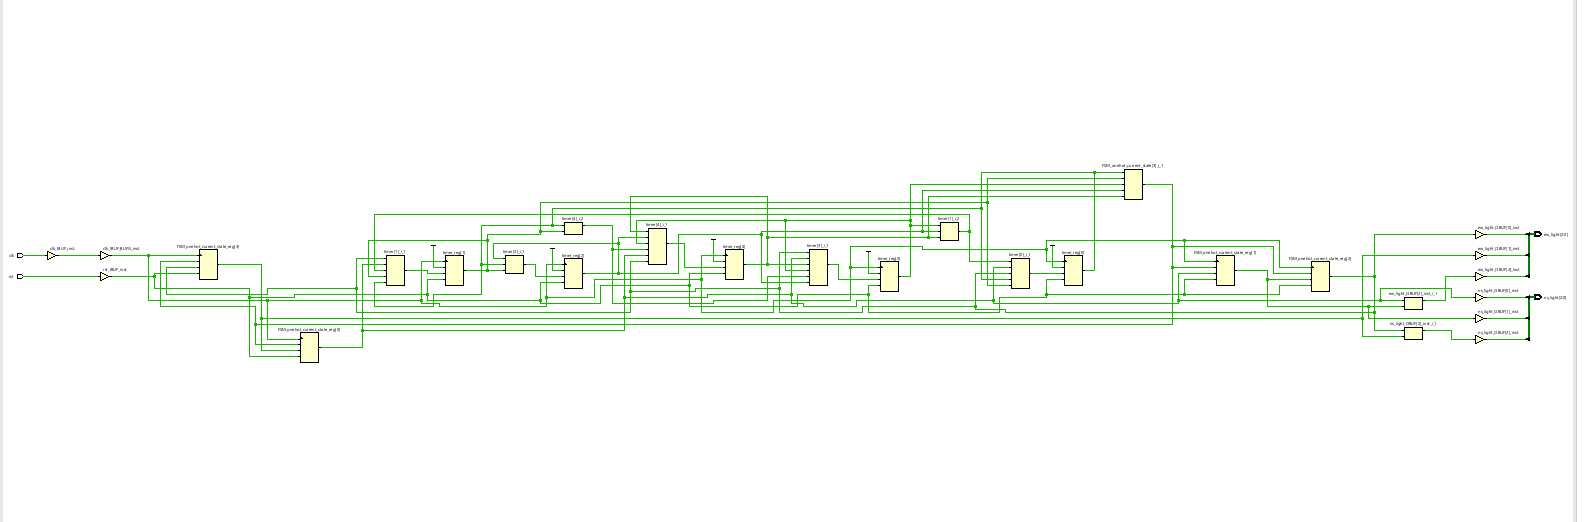 FSM_onehot_current_state[3]_i_1
timer[4]_i_2
timer[1]_i_2
timer[4]_i_1
ew_light_OBUF[0]_inst
ew_light[2:0]
clk_IBUF_inst
clk_IBUF_BUFG_inst
FSM_onehot_current_state_reg[3]
timer[1]_i_1
timer_reg[1]
timer[2]_i_1
timer_reg[2]
timer_reg[4]
timer[3]_i_1
timer_reg[3]
timer[0]_i_1
timer_reg[0]
FSM_onehot_current_state_reg[1]
FSM_onehot_current_state_reg[2]
ew_light_OBUF[1]_inst
clk
rst_IBUF_inst
rst
ew_light_OBUF[2]_inst
ew_light_OBUF[2]_inst_i_1
ns_light_OBUF[0]_inst
ns_light[2:0]
ns_light_OBUF[1]_inst
FSM_onehot_current_state_reg[0]
ns_light_OBUF[2]_inst_i_1
ns_light_OBUF[2]_inst